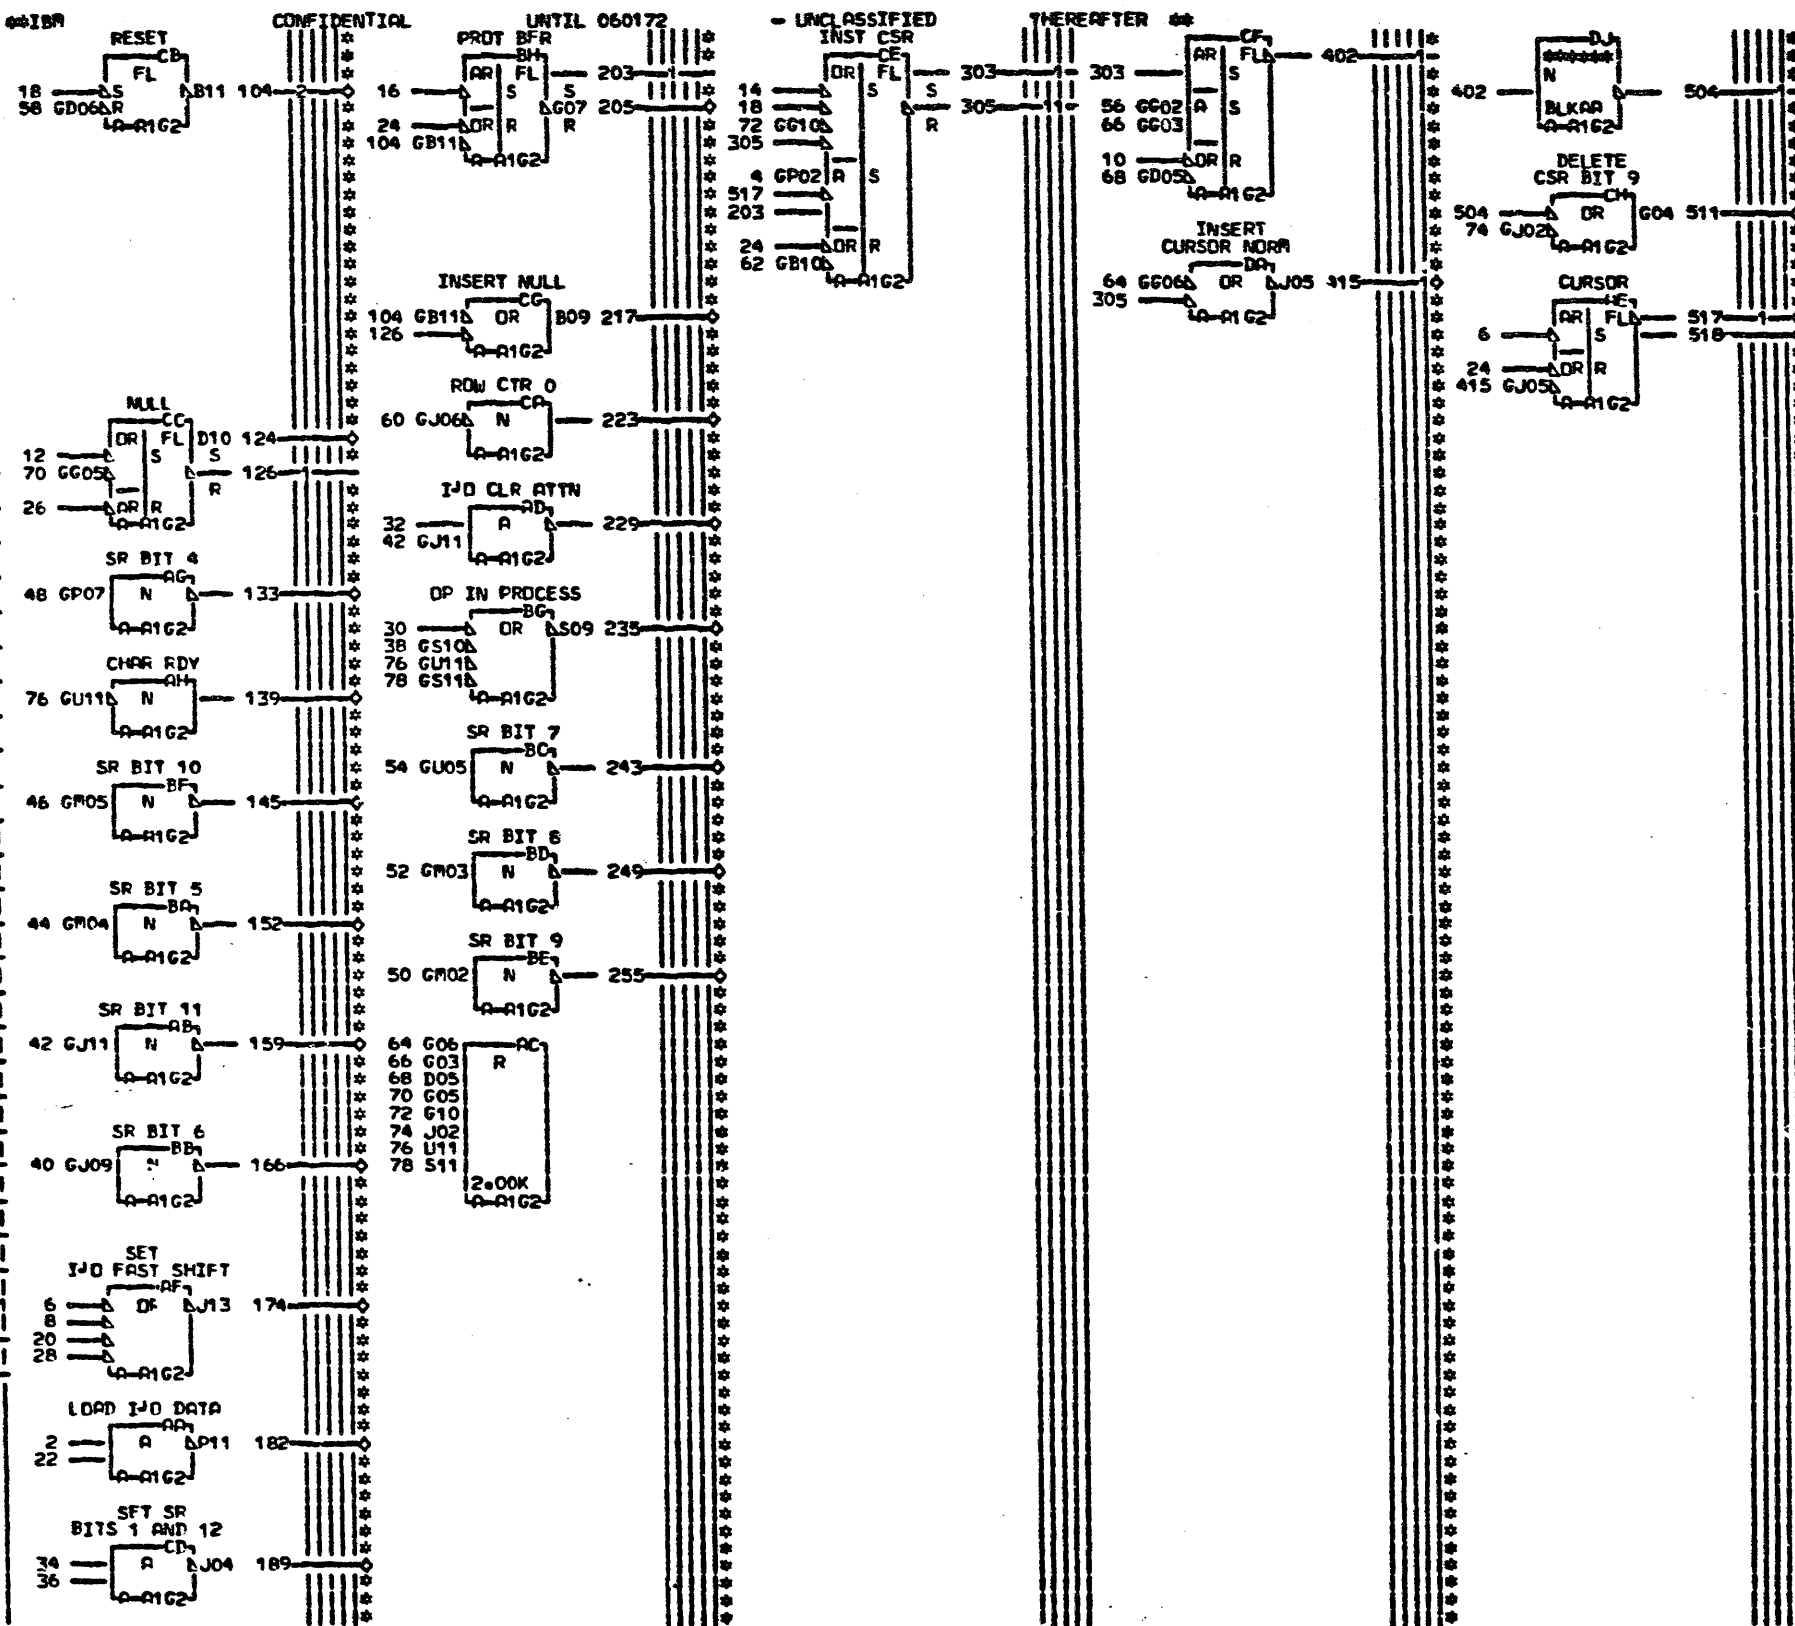 **IBM CONFIDENTIAL UNTIL 060172 - UNCLASSIFIED THEREAFTER **
RESET
CB
FL
18 S B11 104 2
58 GD06 R
A-A1G2
NULL
CC
OR FL D10 124
12 S S
70 GG05 126 1
R
26 AR R
A-A1G2
SR BIT 4
AG
48 GP07 N 133
A-A1G2
CHAR RDY
AH
76 GU11 N 139
A-A1G2
SR BIT 10
BF
46 GM05 N 145
A-A1G2
SR BIT 5
BA
44 GM04 N 152
A-A1G2
SR BIT 11
AB
42 GJ11 N 159
A-A1G2
SR BIT 6
BB
40 GJ09 N 166
A-A1G2
SET
I/O FAST SHIFT
AF
6 OR J13 174
8
20
28
A-A1G2
LOAD I/O DATA
AA
2 A P11 182
22
A-A1G2
SET SR
BITS 1 AND 12
CD
34 A J04 189
36
A-A1G2
PROT BFR
BH
AR FL 203 1
16 S S
G07 205
24 OR R R
104 GB11
A-A1G2
INSERT NULL
CG
104 GB11 OR B09 217
126
A-A1G2
ROW CTR 0
CA
60 GJ06 N 223
A-A1G2
I/O CLR ATTN
AD
32 A 229
42 GJ11
A-A1G2
OP IN PROCESS
BG
30 OR S09 235
38 GS10
76 GU11
78 GS11
A-A1G2
SR BIT 7
BC
54 GU05 N 243
A-A1G2
SR BIT 8
BD
52 GM03 N 249
A-A1G2
SR BIT 9
BE
50 GM02 N 255
A-A1G2
64 G06 AC
66 G03 R
68 D05
70 G05
72 G10
74 J02
76 U11
78 S11
2.00K
A-A1G2
INST CSR
CE
OR FL 303 1
14 S S
18 305 11
72 GG10 R
305
4 GP02 A S
517
203
24 OR R
62 GB10
A-A1G2
CF
AR FL 402 1
303 S
56 GG02 A S
66 GG03
10 OR R
68 GD05
A-A1G2
INSERT
CURSOR NORM
DA
64 GG06 OR J05 415 1
305
A-A1G2
DJ
******
N
402 504 1
BLKAA
A-A1G2
DELETE
CSR BIT 9
CH
504 OR G04 511
74 GJ02
A-A1G2
CURSOR
HE
AR FL 517 1
6 S 518
24 OR R
415 GJ05
A-A1G2